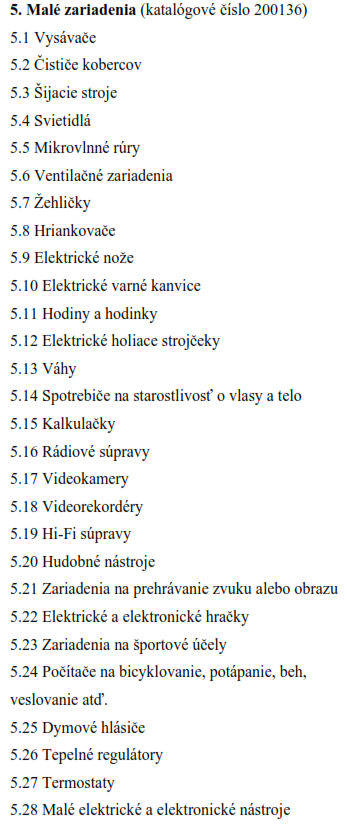 5. Malé zariadenia (katalógové číslo 200136)
5.1 Vysávače
5.2 Čističe kobercov
5.3 Šijacie stroje
5.4 Svietidlá
5.5 Mikrovlnné rúry
5.6 Ventilačné zariadenia
5.7 Žehličky
5.8 Hriankovače
5.9 Elektrické nože
5.10 Elektrické varné kanvice
5.11 Hodiny a hodinky
5.12 Elektrické holiace strojčeky
5.13 Váhy
5.14 Spotrebiče na starostlivosť o vlasy a telo
5.15 Kalkulačky
5.16 Rádiové súpravy
5.17 Videokamery
5.18 Videorekordéry
5.19 Hi-Fi súpravy
5.20 Hudobné nástroje
5.21 Zariadenia na prehrávanie zvuku alebo obrazu
5.22 Elektrické a elektronické hračky
5.23 Zariadenia na športové účely
5.24 Počítače na bicyklovanie, potápanie, beh,
veslovanie atď.
5.25 Dymové hlásiče
5.26 Tepelné regulátory
5.27 Termostaty
5.28 Malé elektrické a elektronické nástroje